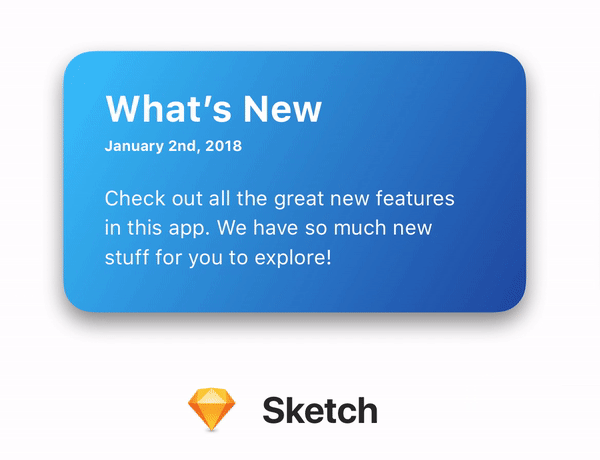 What’s New
January 2nd, 2018
Check out all the great new features
in this app. We have so much new
stuff for you to explore!
Sketch